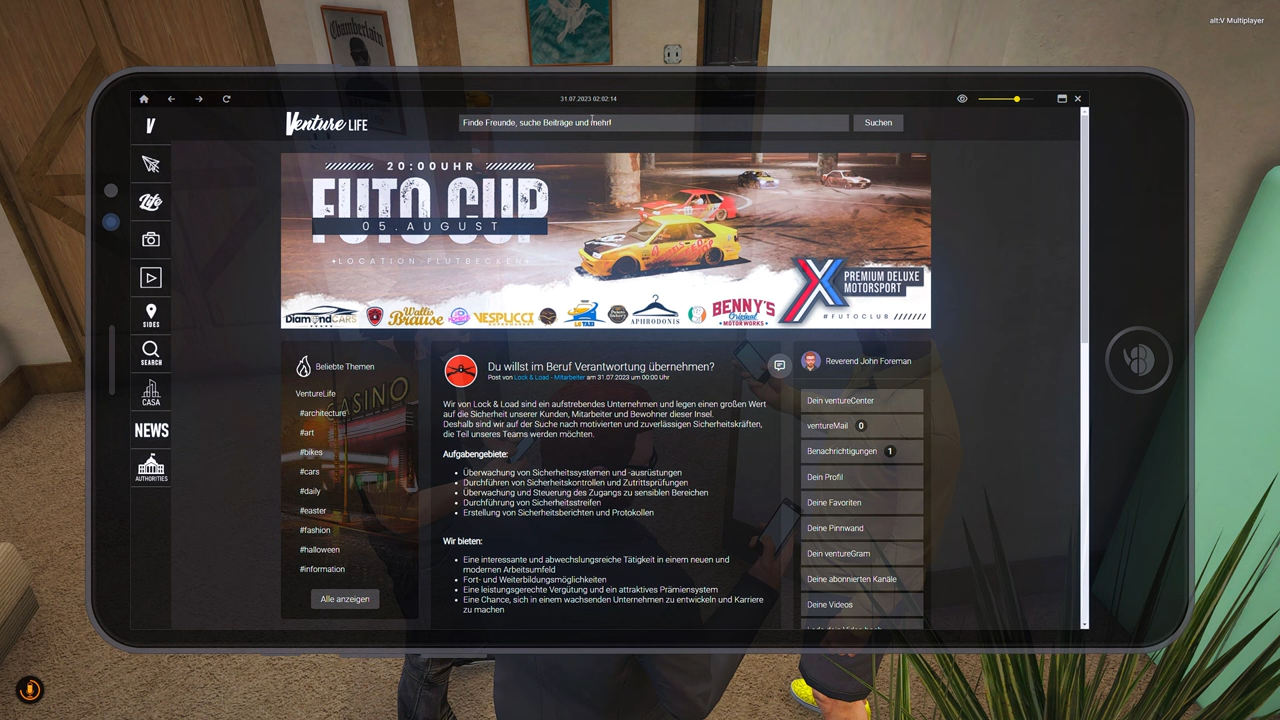 alt:V Multiplayer
Chamberlain
31.07.2023 02:02:14
V
Venture LIFE
Finde Freunde, suche Beiträge und mehr!
Suchen
Life
SIDES
SEARCH
CASA
NEWS
AUTHORITIES
20:00UHR
FUTO CUP
05.AUGUST
+LOCATION FLUTBECKEN+
PREMIUM DELUXE
MOTORSPORT
#FUTOCLUB
DiamondCARS
Wallis
Brause
VESPUCCI
LS TAXI
APHRODONIS
BENNY'S
Original
MOTOR WORKS
Beliebte Themen
VentureLife
#architecture
#art
#bikes
#cars
#daily
#easter
#fashion
#halloween
#information
Alle anzeigen
CASINO
Du willst im Beruf Verantwortung übernehmen?
Post von Lock & Load - Mitarbeiter am 31.07.2023 um 00:00 Uhr
Wir von Lock & Load sind ein aufstrebendes Unternehmen und legen einen großen Wert
auf die Sicherheit unserer Kunden, Mitarbeiter und Bewohner dieser Insel.
Deshalb sind wir auf der Suche nach motivierten und zuverlässigen Sicherheitskräften,
die Teil unseres Teams werden möchten.
Aufgabengebiete:
Überwachung von Sicherheitssystemen und -ausrüstungen
Durchführen von Sicherheitskontrollen und Zutrittsprüfungen
Überwachung und Steuerung des Zugangs zu sensiblen Bereichen
Durchführung von Sicherheitsstreifen
Erstellung von Sicherheitsberichten und Protokollen
Wir bieten:
Eine interessante und abwechslungsreiche Tätigkeit in einem neuen und
modernen Arbeitsumfeld
Fort- und Weiterbildungsmöglichkeiten
Eine leistungsgerechte Vergütung und ein attraktives Prämiensystem
Eine Chance, sich in einem wachsenden Unternehmen zu entwickeln und Karriere
zu machen
Reverend John Foreman
Dein ventureCenter
ventureMail 0
Benachrichtigungen 1
Dein Profil
Deine Favoriten
Deine Pinnwand
Dein ventureGram
Deine abonnierten Kanäle
Deine Videos